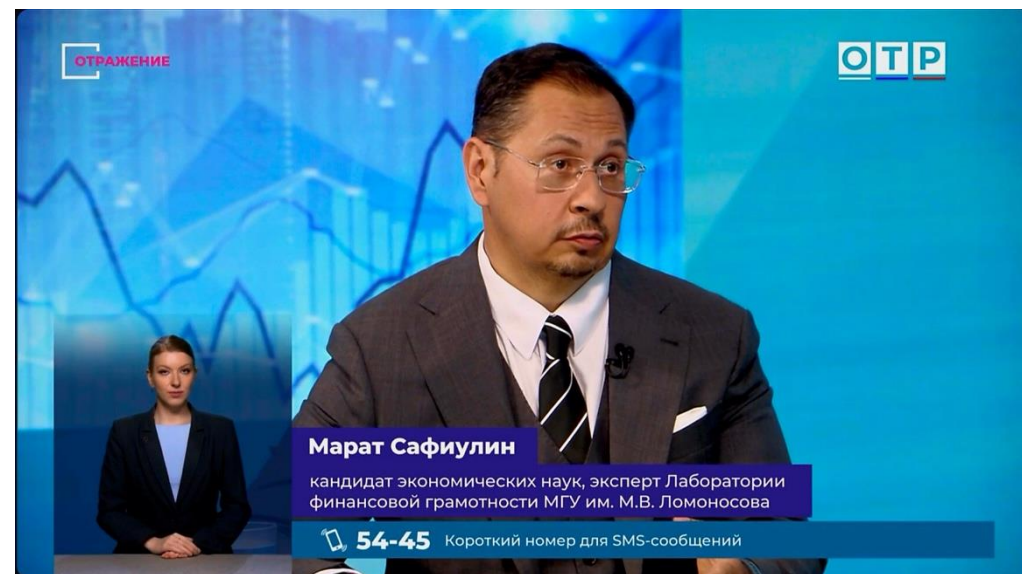 ОТРАЖЕНИЕ
ОТР
Марат Сафиулин
кандидат экономических наук, эксперт Лаборатории
финансовой грамотности МГУ им. М.В. Ломоносова
54-45 Короткий номер для SMS-сообщений